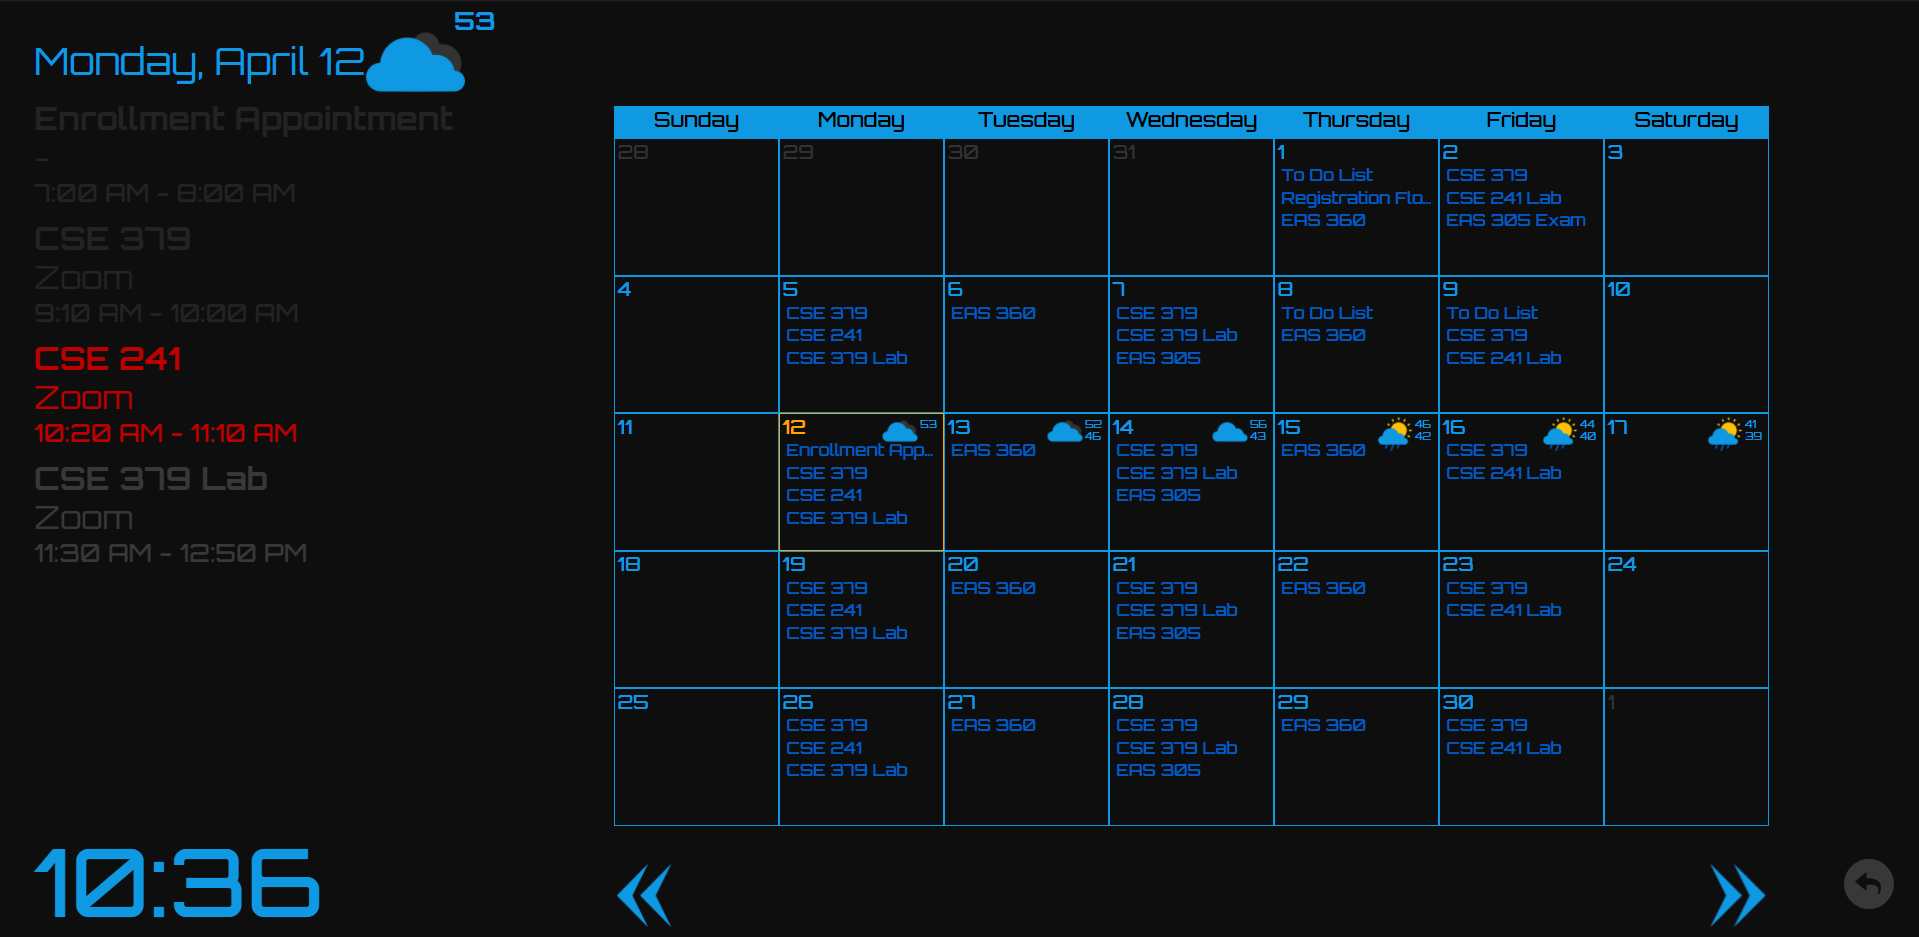 53
Monday, April 12
Enrollment Appointment
-
7:00 AM - 8:00 AM
CSE 379
Zoom
9:10 AM - 10:00 AM
CSE 241
Zoom
10:20 AM - 11:10 AM
CSE 379 Lab
Zoom
11:30 AM - 12:50 PM
10:36
Sunday Monday Tuesday Wednesday Thursday Friday Saturday
28
29
30
31
1
To Do List
Registration Flo...
EAS 360
2
CSE 379
CSE 241 Lab
EAS 305 Exam
3
4
5
CSE 379
CSE 241
CSE 379 Lab
6
EAS 360
7
CSE 379
CSE 379 Lab
EAS 305
8
To Do List
EAS 360
9
To Do List
CSE 379
CSE 241 Lab
10
11
12
53
Enrollment App...
CSE 379
CSE 241
CSE 379 Lab
13
52
46
EAS 360
14
56
43
CSE 379
CSE 379 Lab
EAS 305
15
46
42
EAS 360
16
44
40
CSE 379
CSE 241 Lab
17
41
39
18
19
CSE 379
CSE 241
CSE 379 Lab
20
EAS 360
21
CSE 379
CSE 379 Lab
EAS 305
22
EAS 360
23
CSE 379
CSE 241 Lab
24
25
26
CSE 379
CSE 241
CSE 379 Lab
27
EAS 360
28
CSE 379
CSE 379 Lab
EAS 305
29
EAS 360
30
CSE 379
CSE 241 Lab
1